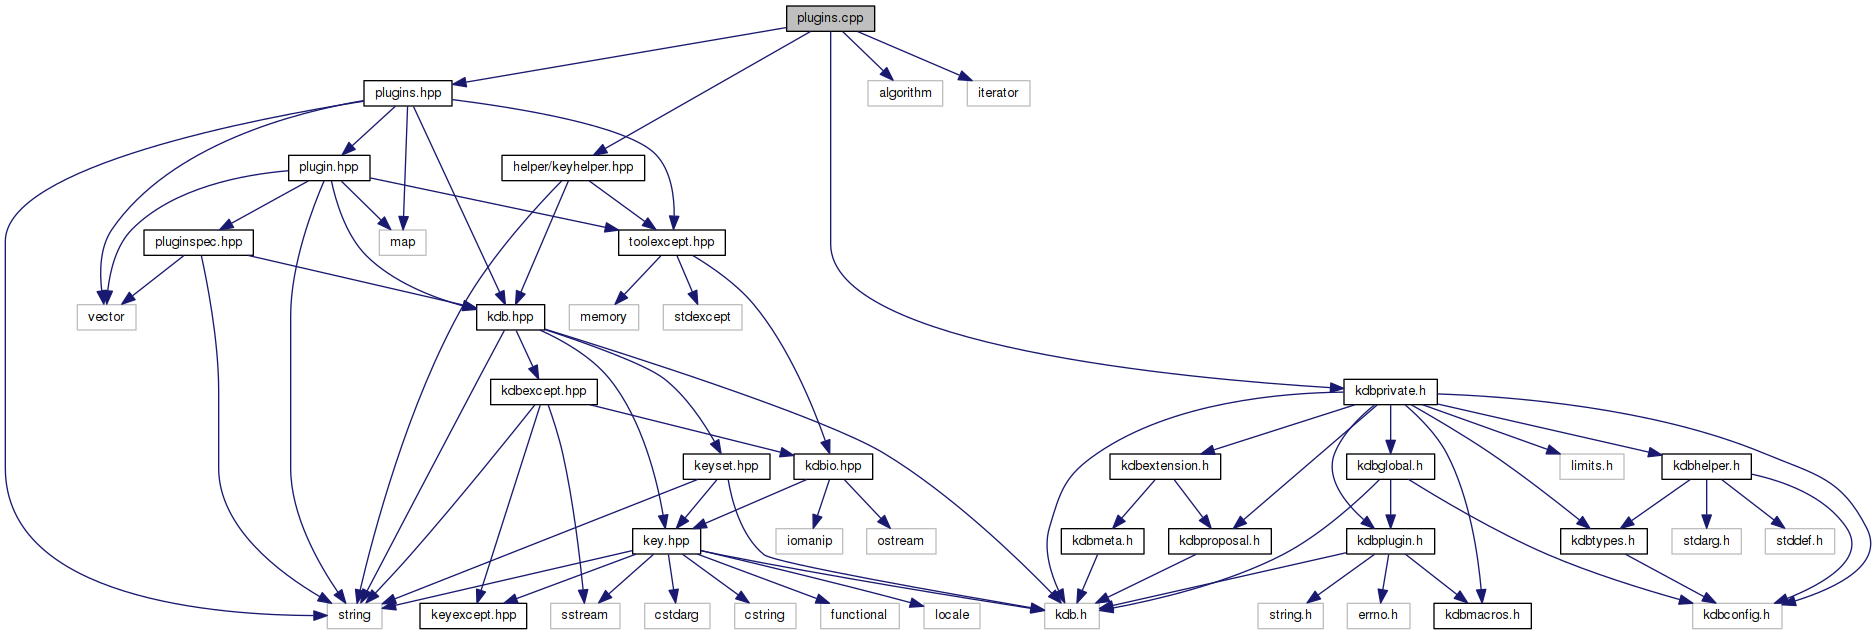 plugins.cpp
plugins.hpp
algorithm
iterator
plugin.hpp
helper/keyhelper.hpp
pluginspec.hpp
map
toolexcept.hpp
vector
kdb.hpp
memory
stdexcept
kdbexcept.hpp
kdbprivate.h
keyset.hpp
kdbio.hpp
kdbextension.h
kdbglobal.h
limits.h
kdbhelper.h
key.hpp
iomanip
ostream
kdbmeta.h
kdbproposal.h
kdbplugin.h
kdbtypes.h
stdarg.h
stddef.h
string
keyexcept.hpp
sstream
cstdarg
cstring
functional
locale
kdb.h
string.h
errno.h
kdbmacros.h
kdbconfig.h